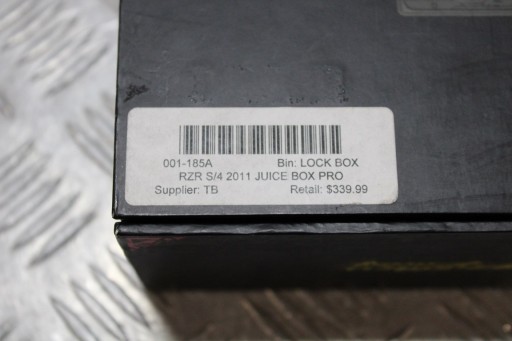 001-185A Bin: LOCK BOX
RZR S/4 2011 JUICE BOX PRO
Supplier: TB Retail: $339.99